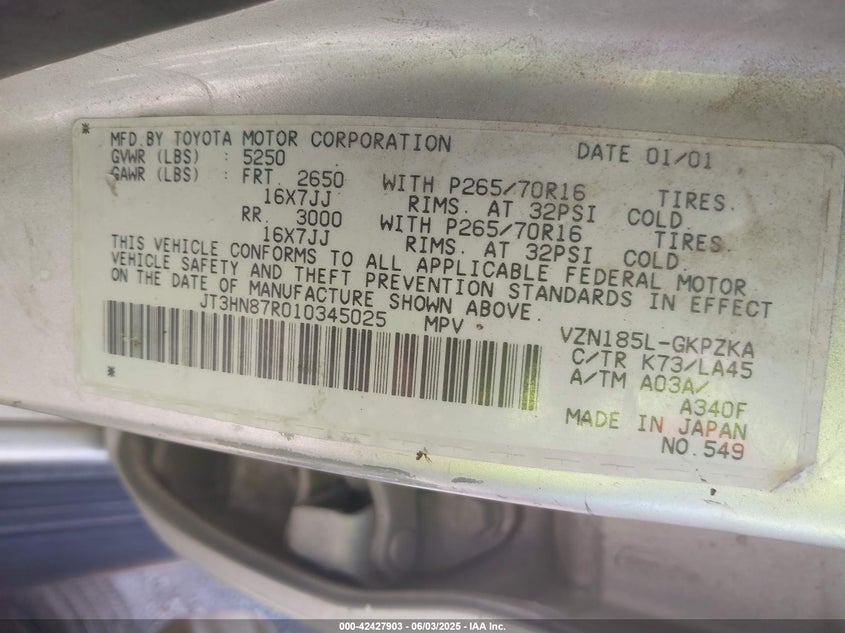 MFD.BY TOYOTA MOTOR CORPORATION DATE 01/01
GVWR (LBS) : 5250
GAWR (LBS) : FRT. 2650 WITH P265/70R16 TIRES.
16X7JJ RIMS. AT 32PSI COLD.
RR. 3000 WITH P265/70R16 TIRES.
16X7JJ RIMS. AT 32PSI COLD.
THIS VEHICLE CONFORMS TO ALL APPLICABLE FEDERAL MOTOR
VEHICLE SAFETY AND THEFT PREVENTION STANDARDS IN EFFECT
ON THE DATE OF MANUFACTURE SHOWN ABOVE.
JT3HN87R010345025 MPV
VZN185L-GKPZKA
C/TR K73/LA45
A/TM A03A/
A340F
MADE IN JAPAN
NO.549
000-42427903 - 06/03/2025 - IAA Inc.